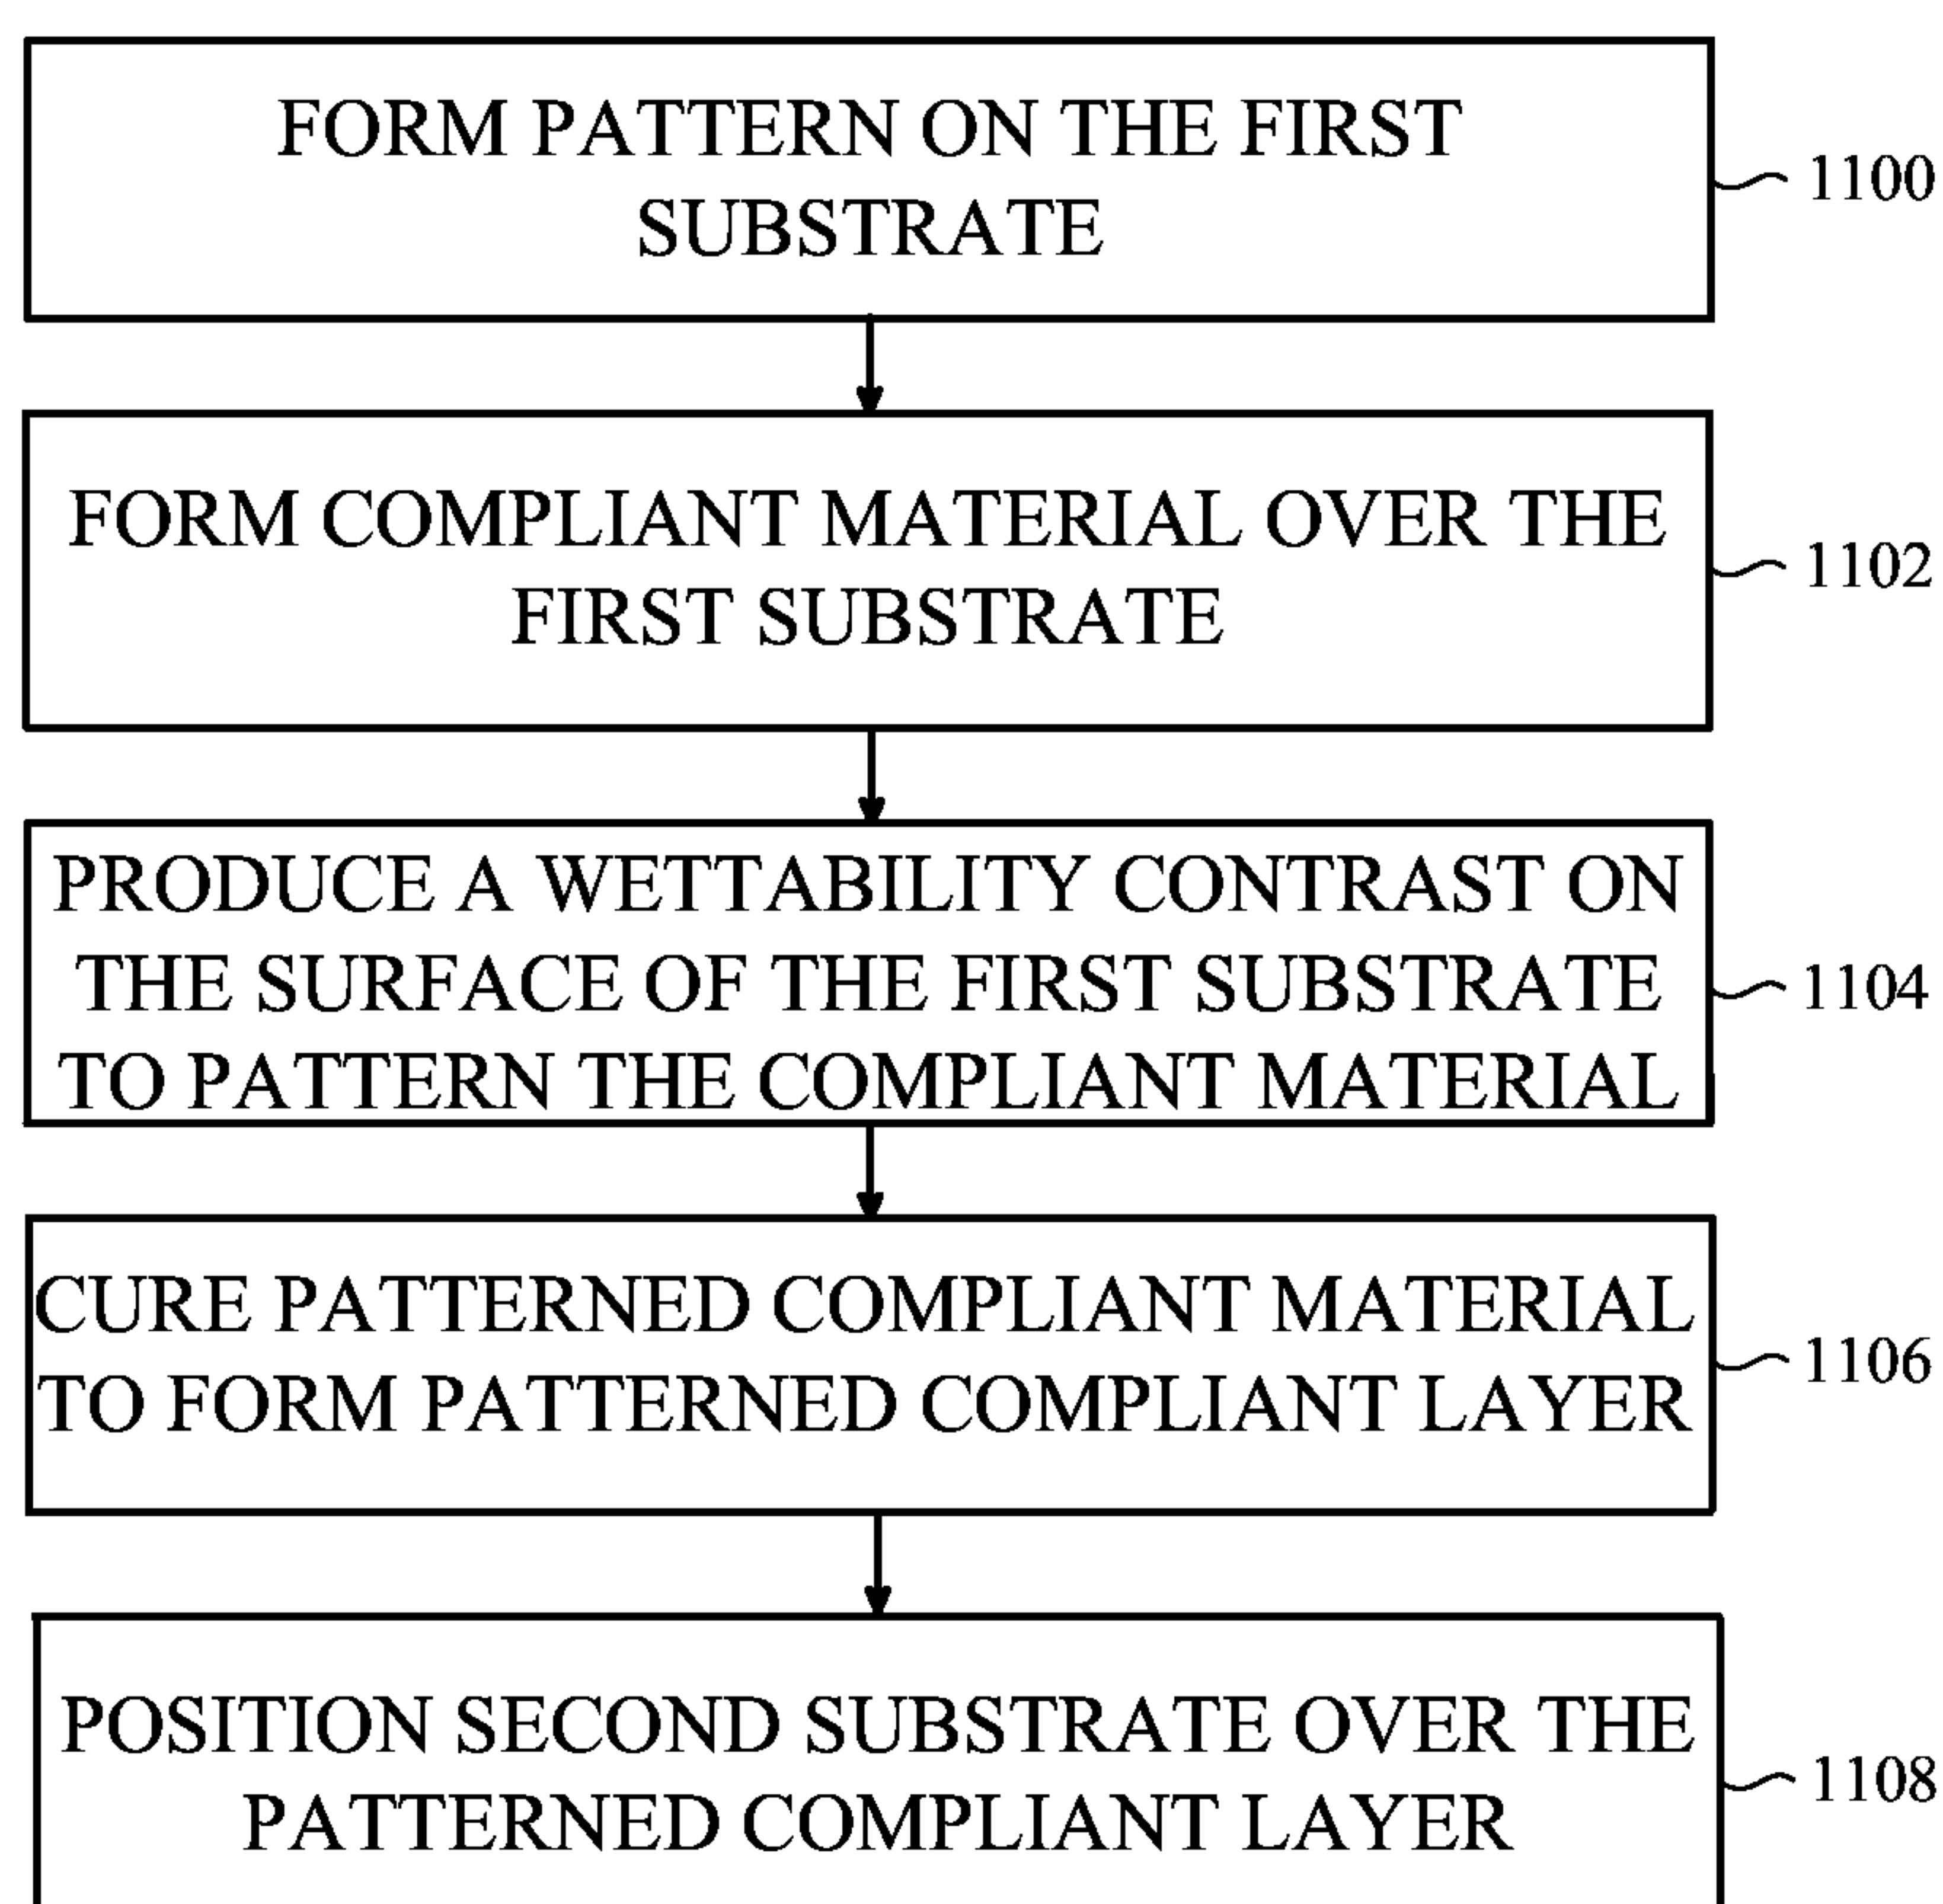 FORM PATTERN ON THE FIRST
SUBSTRATE
1100
FORM COMPLIANT MATERIAL OVER THE
FIRST SUBSTRATE
1102
PRODUCE A WETTABILITY CONTRAST ON
THE SURFACE OF THE FIRST SUBSTRATE
TO PATTERN THE COMPLIANT MATERIAL
1104
CURE PATTERNED COMPLIANT MATERIAL
TO FORM PATTERNED COMPLIANT LAYER
1106
POSITION SECOND SUBSTRATE OVER THE
PATTERNED COMPLIANT LAYER
1108